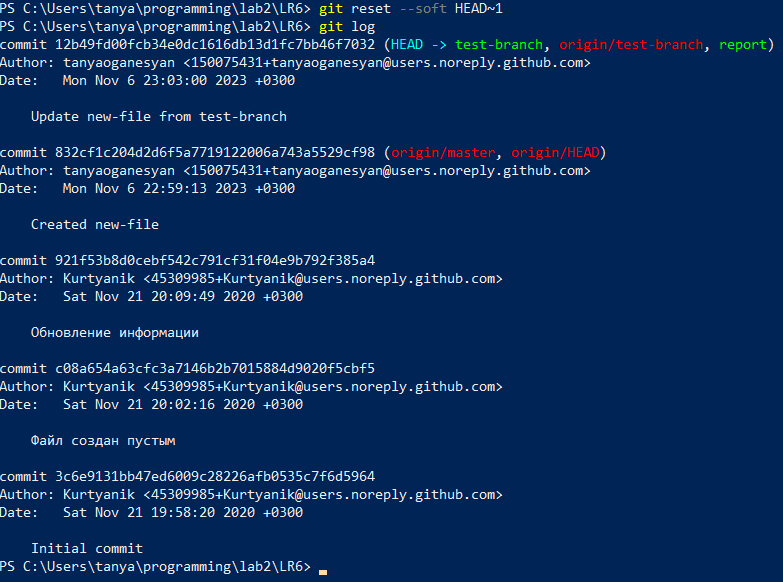 PS C:\Users\tanya\programming\lab2\LR6> git reset --soft HEAD~1
PS C:\Users\tanya\programming\lab2\LR6> git log
commit 12b49fd00fcb34e0dc1616db13d1fc7bb46f7032 (HEAD -> test-branch, origin/test-branch, report)
Author: tanyaoganesyan <150075431+tanyaoganesyan@users.noreply.github.com>
Date:   Mon Nov 6 23:03:00 2023 +0300
    Update new-file from test-branch
commit 832cf1c204d2d6f5a7719122006a743a5529cf98 (origin/master, origin/HEAD)
Author: tanyaoganesyan <150075431+tanyaoganesyan@users.noreply.github.com>
Date:   Mon Nov 6 22:59:13 2023 +0300
    Created new-file
commit 921f53b8d0cebf542c791cf31f04e9b792f385a4
Author: Kurtyanik <45309985+Kurtyanik@users.noreply.github.com>
Date:   Sat Nov 21 20:09:49 2020 +0300
    Обновление информации
commit c08a654a63cfc3a7146b2b7015884d9020f5cbf5
Author: Kurtyanik <45309985+Kurtyanik@users.noreply.github.com>
Date:   Sat Nov 21 20:02:16 2020 +0300
    Файл создан пустым
commit 3c6e9131bb47ed6009c28226afb0535c7f6d5964
Author: Kurtyanik <45309985+Kurtyanik@users.noreply.github.com>
Date:   Sat Nov 21 19:58:20 2020 +0300
    Initial commit
PS C:\Users\tanya\programming\lab2\LR6>